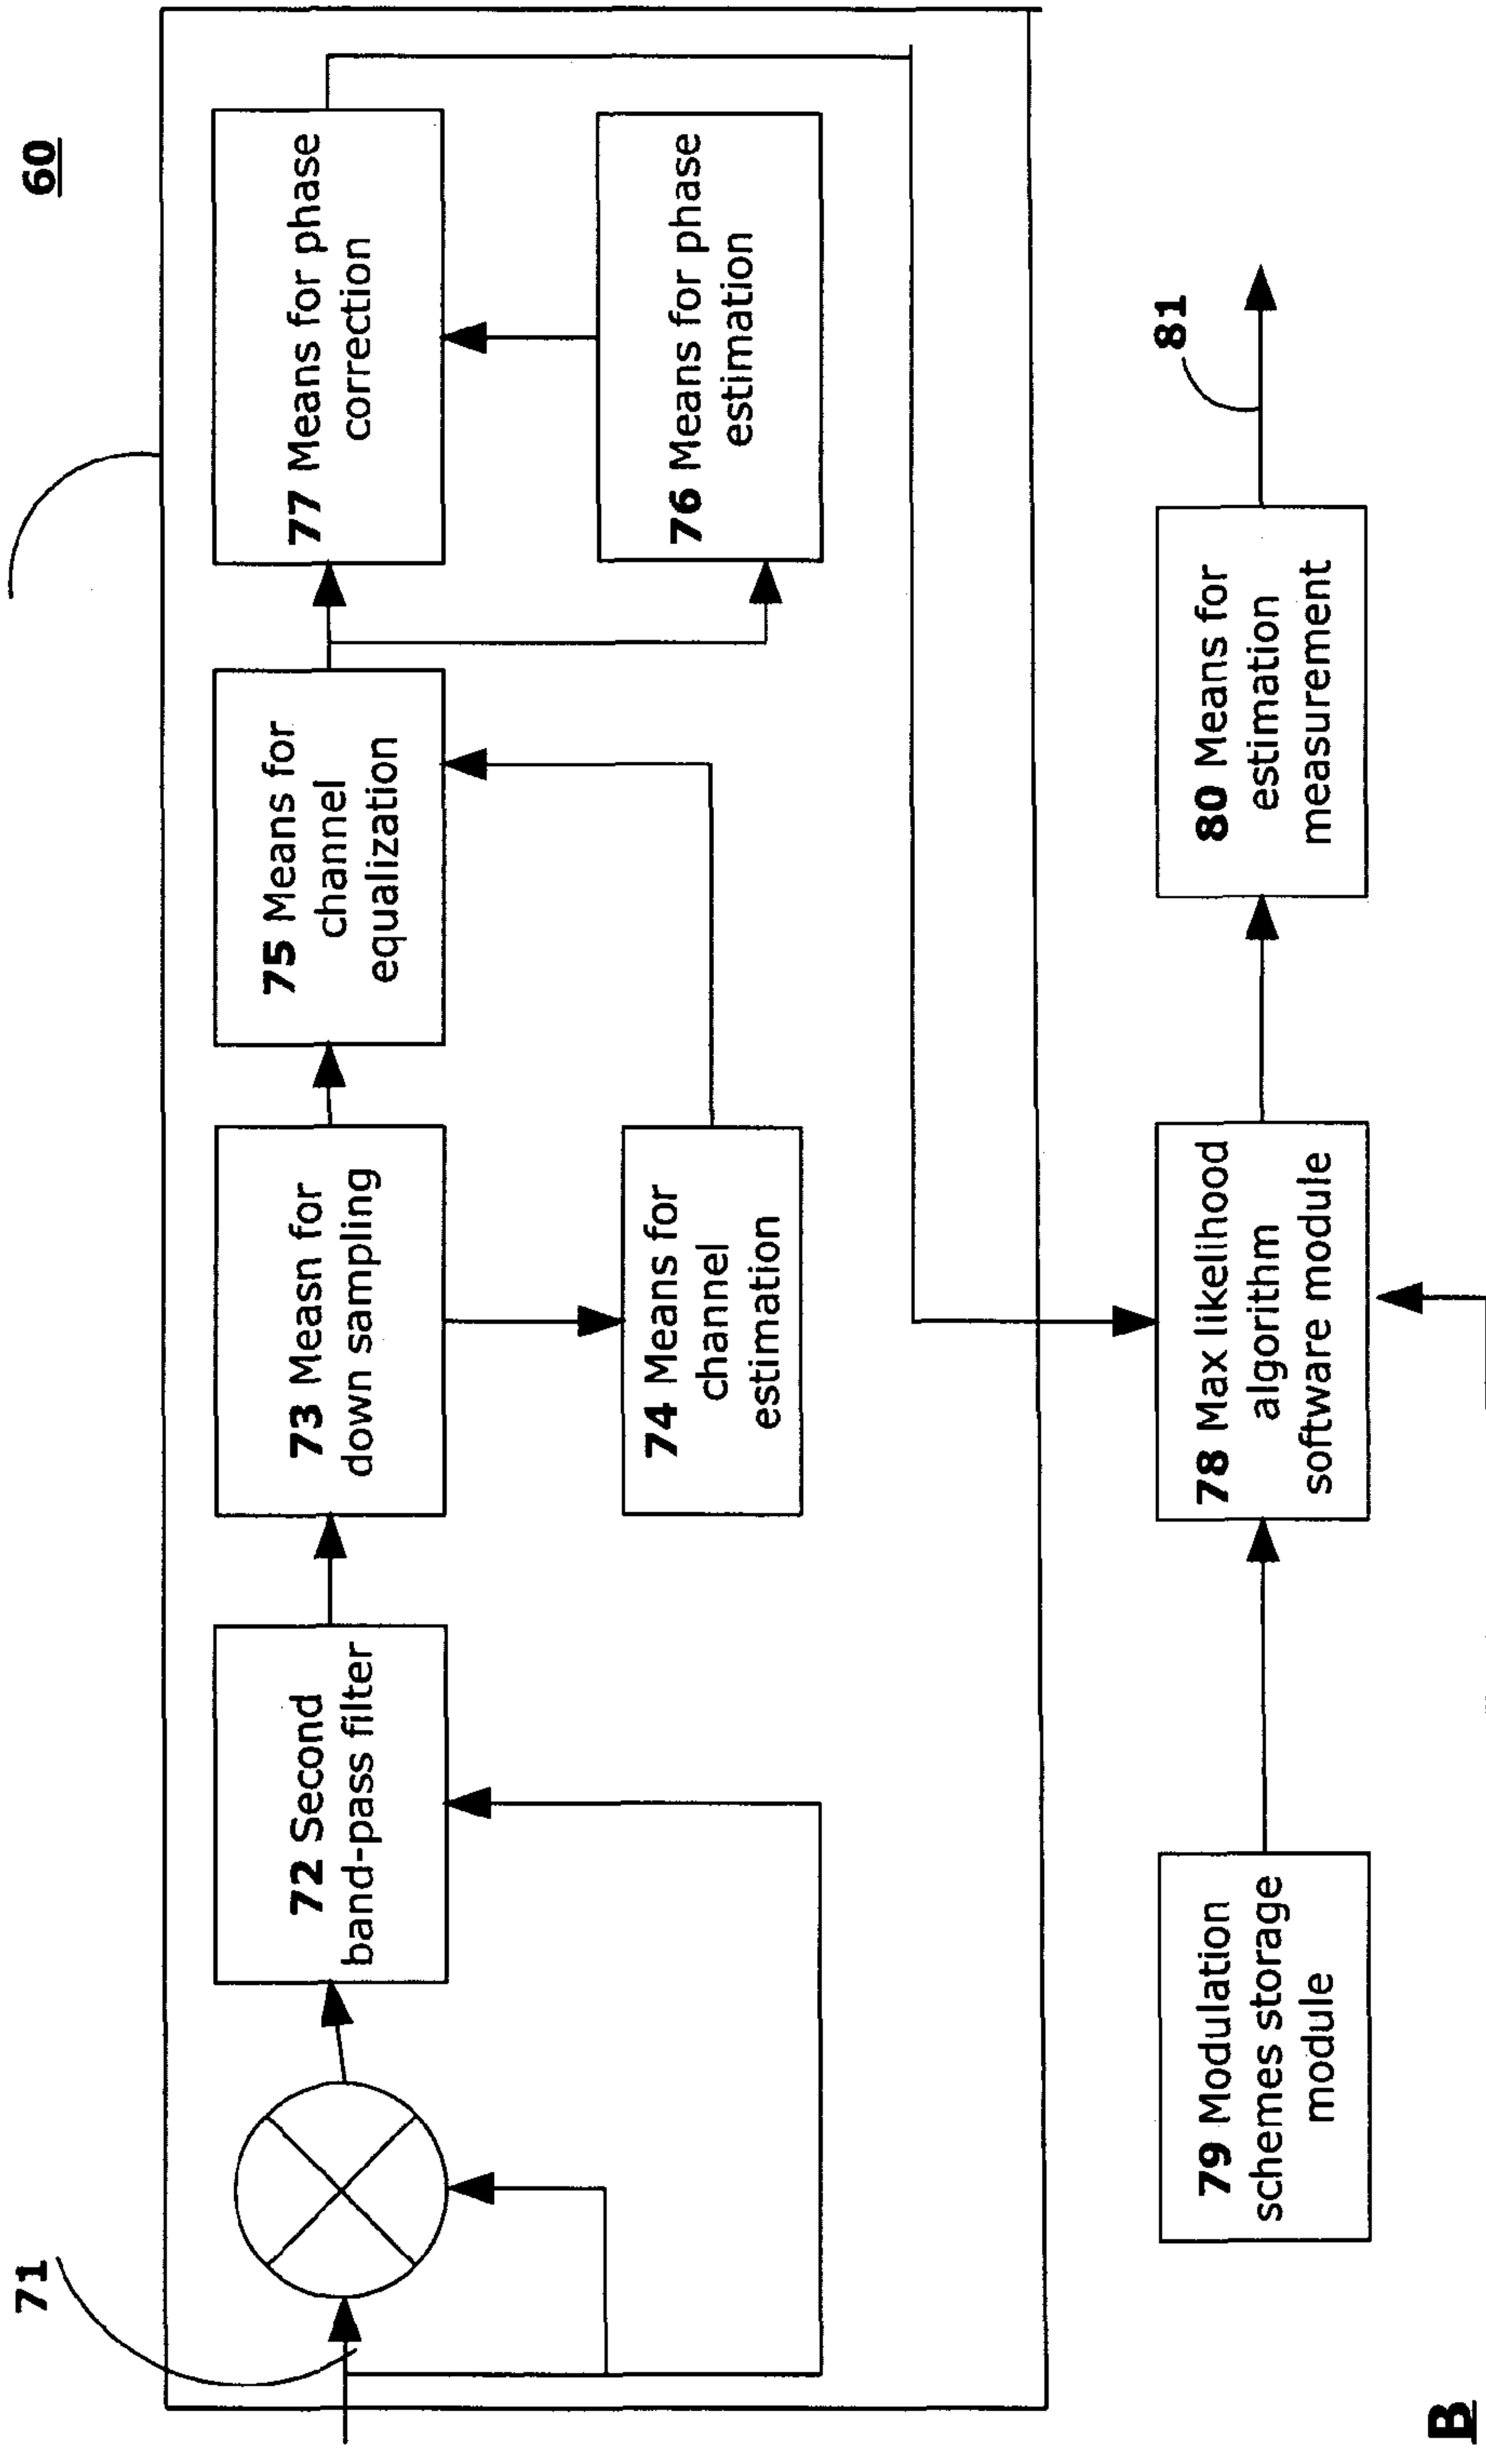 60
71
72 Second
band-pass filter
73 Measn for
down sampling
75 Means for
channel
equalization
77 Means for phase
correction
74 Means for
channel
estimation
76 Means for phase
estimation
79 Modulation
schemes storage
module
78 Max likelihood
algorithm
software module
80 Means for
estimation
measurement
81
B